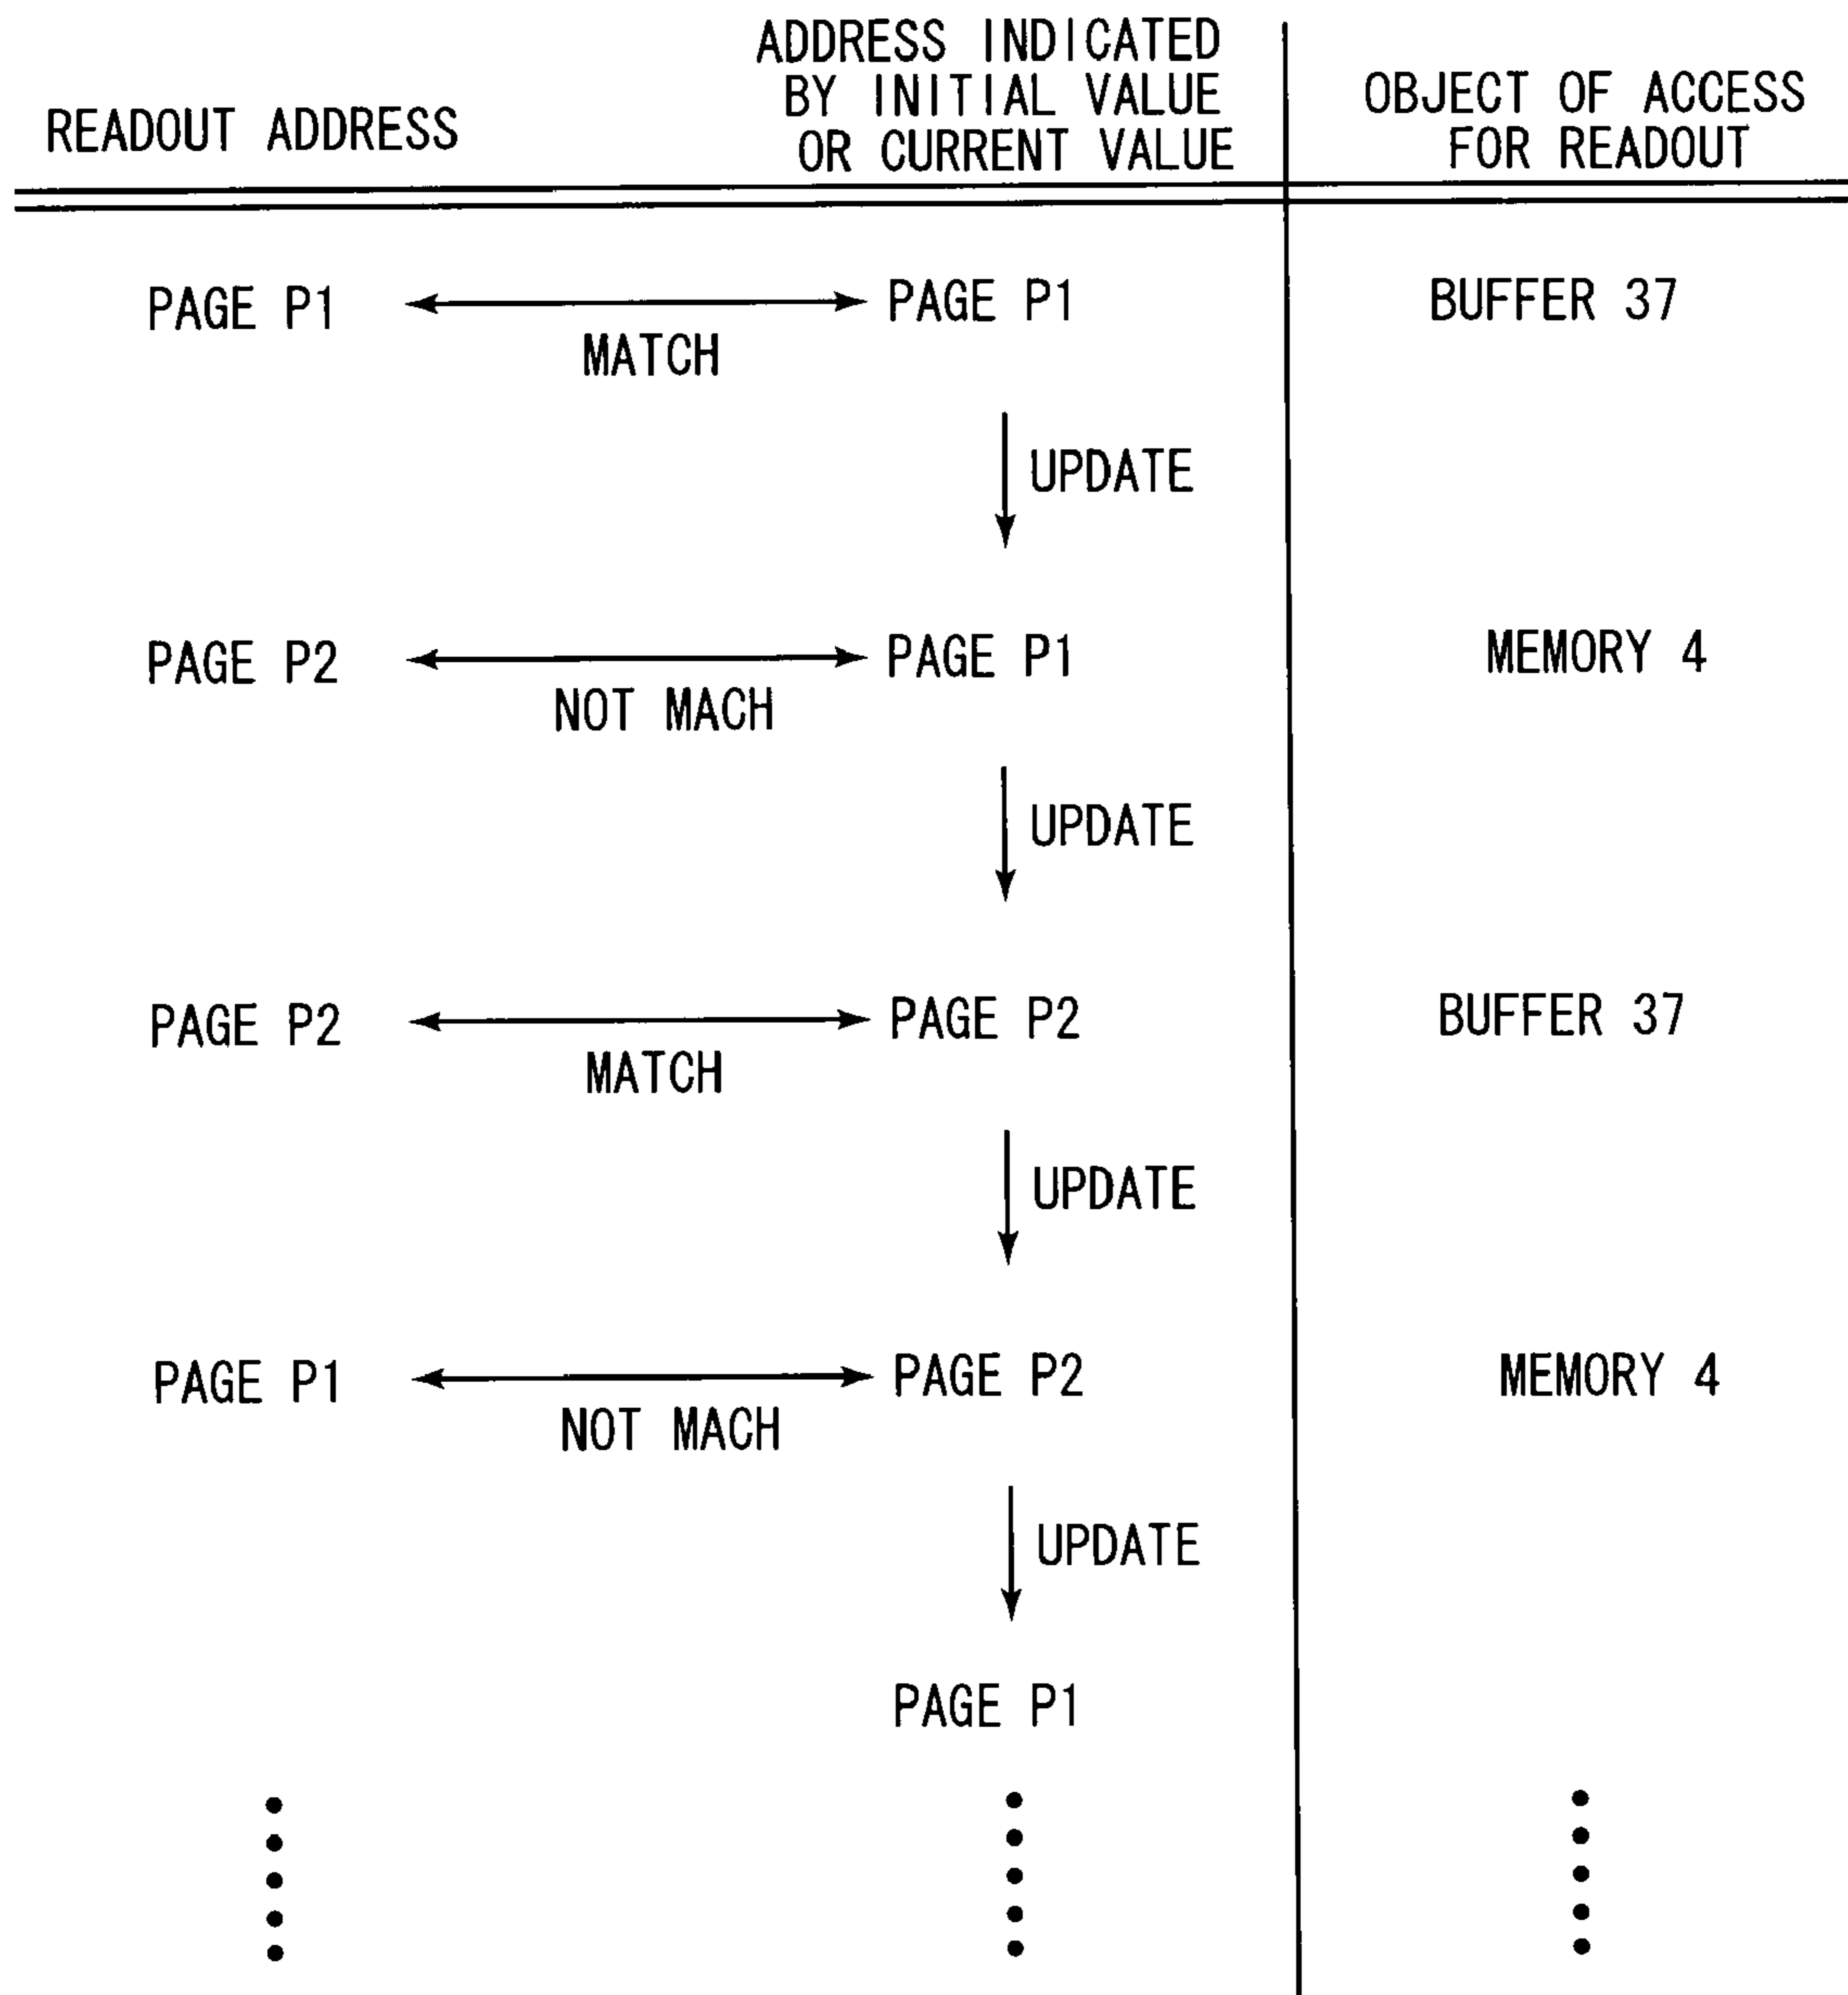 READOUT ADDRESS
ADDRESS INDICATED
BY INITIAL VALUE
OR CURRENT VALUE
OBJECT OF ACCESS
FOR READOUT
PAGE P1
PAGE P1
BUFFER 37
MATCH
UPDATE
PAGE P2
PAGE P1
MEMORY 4
NOT MACH
UPDATE
PAGE P2
PAGE P2
BUFFER 37
MATCH
UPDATE
PAGE P1
PAGE P2
MEMORY 4
NOT MACH
UPDATE
PAGE P1